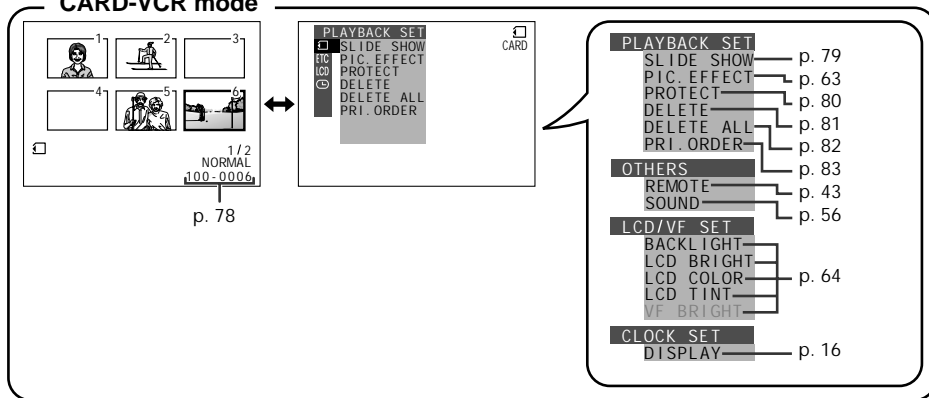 CARD-VCR mode
1 2 3
4 5 6
1/2
NORMAL
100-0006
p. 78
PLAYBACK SET
SLIDE SHOW
ETC PIC.EFFECT
LCD PROTECT
DELETE
DELETE ALL
PRI.ORDER
CARD
PLAYBACK SET
SLIDE SHOW p. 79
PIC.EFFECT p. 63
PROTECT p. 80
DELETE p. 81
DELETE ALL p. 82
PRI.ORDER p. 83
OTHERS
REMOTE p. 43
SOUND p. 56
LCD/VF SET
BACKLIGHT
LCD BRIGHT
LCD COLOR p. 64
LCD TINT
VF BRIGHT
CLOCK SET
DISPLAY p. 16